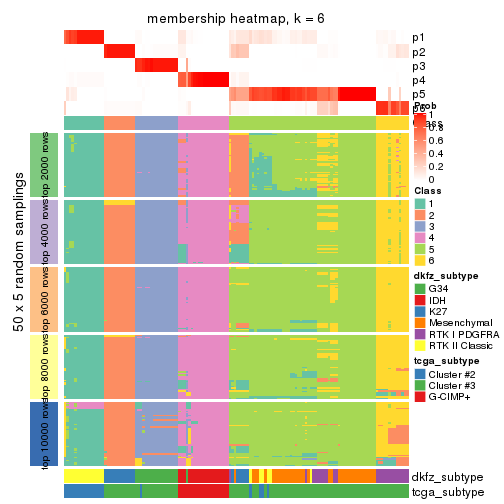 membership heatmap, k = 6
p1
p2
p3
p4
p5
p6
Class
Prob
1
0.8
0.6
0.4
0.2
0
Class
1
2
3
4
5
6
dkfz_subtype
G34
IDH
K27
Mesenchymal
RTK I PDGFRA
RTK II Classic
tcga_subtype
Cluster #2
Cluster #3
G-CIMP+
50 x 5 random samplings
top 2000 rows
top 4000 rows
top 6000 rows
top 8000 rows
top 10000 rows
dkfz_subtype
tcga_subtype